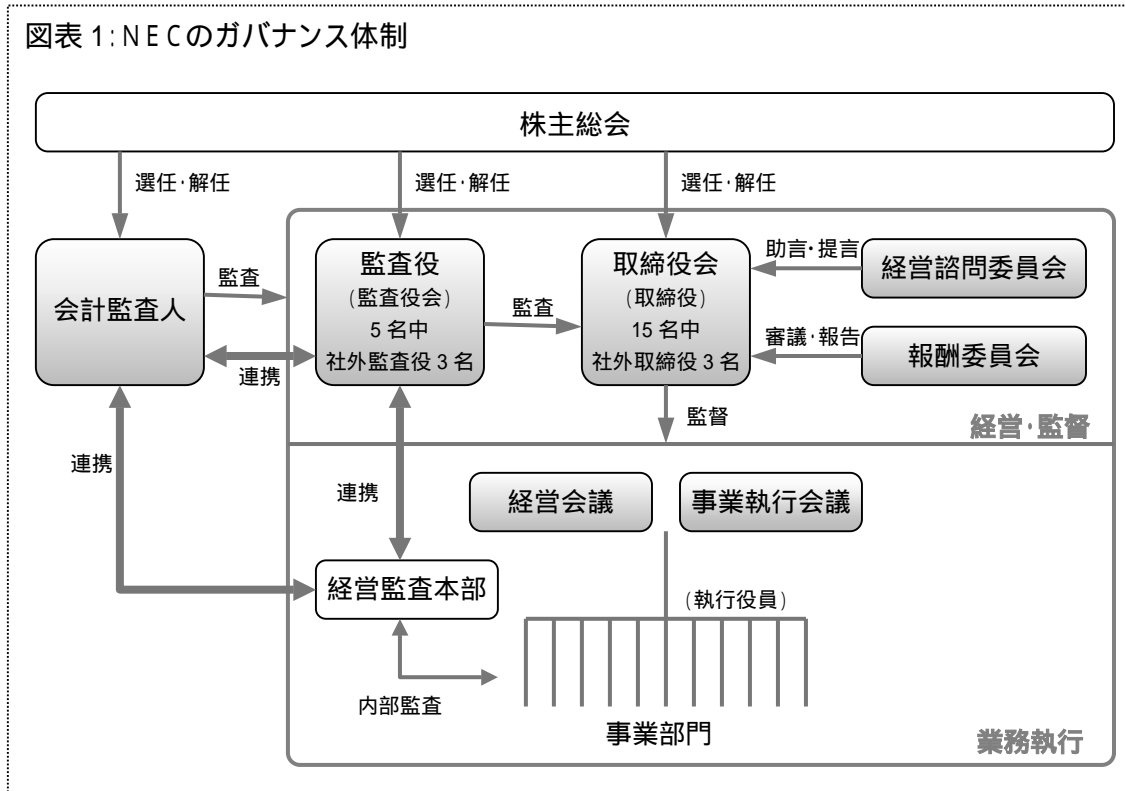 図表 1:NECのガバナンス体制
株主総会
選任･解任
選任･解任
選任･解任
会計監査人
監査
監査役
(監査役会)
5 名中
社外監査役 3 名
監査
取締役会
(取締役)
15 名中
社外取締役 3 名
助言･提言
経営諮問委員会
審議･報告
報酬委員会
連携
監督
経営･監督
連携
連携
経営会議
事業執行会議
経営監査本部
(執行役員)
内部監査
事業部門
業務執行